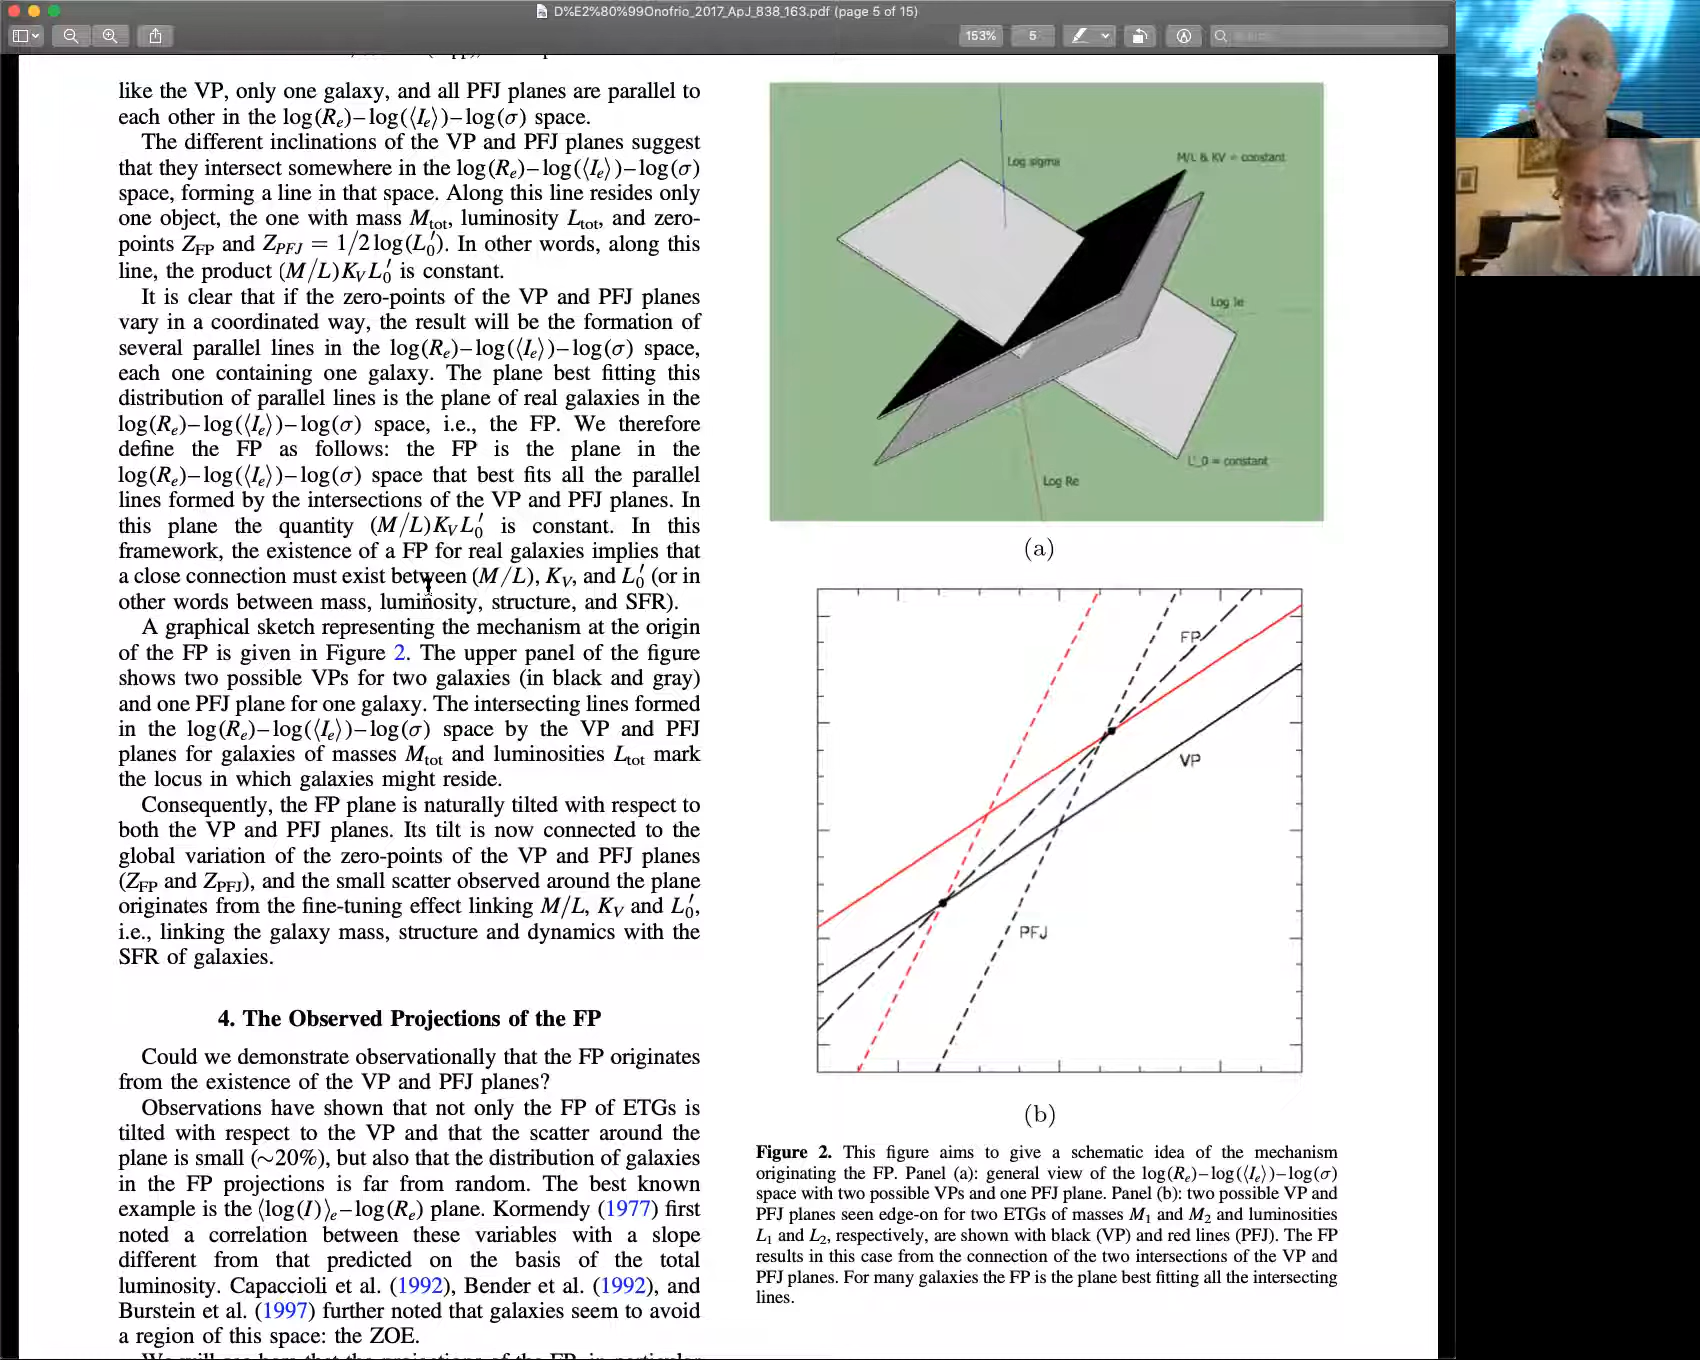 D%E2%80%99Onofrio_2017_ApJ_838_163.pdf (page 5 of 15)
153%
5
like the VP, only one galaxy, and all PFJ planes are parallel to
each other in the log(Re)–log(⟨Ie⟩)–log(σ) space.
The different inclinations of the VP and PFJ planes suggest
that they intersect somewhere in the log(Re)–log(⟨Ie⟩)–log(σ)
space, forming a line in that space. Along this line resides only
one object, the one with mass Mtot, luminosity Ltot, and zero-
points ZFP and ZPFJ = 1/2 log(L′0). In other words, along this
line, the product (M/L)KVL′0 is constant.
It is clear that if the zero-points of the VP and PFJ planes
vary in a coordinated way, the result will be the formation of
several parallel lines in the log(Re)–log(⟨Ie⟩)–log(σ) space,
each one containing one galaxy. The plane best fitting this
distribution of parallel lines is the plane of real galaxies in the
log(Re)–log(⟨Ie⟩)–log(σ) space, i.e., the FP. We therefore
define the FP as follows: the FP is the plane in the
log(Re)–log(⟨Ie⟩)–log(σ) space that best fits all the parallel
lines formed by the intersections of the VP and PFJ planes. In
this plane the quantity (M/L)KVL′0 is constant. In this
framework, the existence of a FP for real galaxies implies that
a close connection must exist between (M/L), KV, and L′0 (or in
other words between mass, luminosity, structure, and SFR).
A graphical sketch representing the mechanism at the origin
of the FP is given in Figure 2. The upper panel of the figure
shows two possible VPs for two galaxies (in black and gray)
and one PFJ plane for one galaxy. The intersecting lines formed
in the log(Re)–log(⟨Ie⟩)–log(σ) space by the VP and PFJ
planes for galaxies of masses Mtot and luminosities Ltot mark
the locus in which galaxies might reside.
Consequently, the FP plane is naturally tilted with respect to
both the VP and PFJ planes. Its tilt is now connected to the
global variation of the zero-points of the VP and PFJ planes
(ZFP and ZPFJ), and the small scatter observed around the plane
originates from the fine-tuning effect linking M/L, KV and L′0,
i.e., linking the galaxy mass, structure and dynamics with the
SFR of galaxies.
4. The Observed Projections of the FP
Could we demonstrate observationally that the FP originates
from the existence of the VP and PFJ planes?
Observations have shown that not only the FP of ETGs is
tilted with respect to the VP and that the scatter around the
plane is small (∼20%), but also that the distribution of galaxies
in the FP projections is far from random. The best known
example is the ⟨log(I)⟩e–log(Re) plane. Kormendy (1977) first
noted a correlation between these variables with a slope
different from that predicted on the basis of the total
luminosity. Capaccioli et al. (1992), Bender et al. (1992), and
Burstein et al. (1997) further noted that galaxies seem to avoid
a region of this space: the ZOE.
Log sigma
M/L & KV = constant
Log Ie
L'_0 = constant
Log Re
(a)
FP
VP
PFJ
(b)
Figure 2. This figure aims to give a schematic idea of the mechanism
originating the FP. Panel (a): general view of the log(Re)–log(⟨Ie⟩)–log(σ)
space with two possible VPs and one PFJ plane. Panel (b): two possible VP and
PFJ planes seen edge-on for two ETGs of masses M1 and M2 and luminosities
L1 and L2, respectively, are shown with black (VP) and red lines (PFJ). The FP
results in this case from the connection of the two intersections of the VP and
PFJ planes. For many galaxies the FP is the plane best fitting all the intersecting
lines.